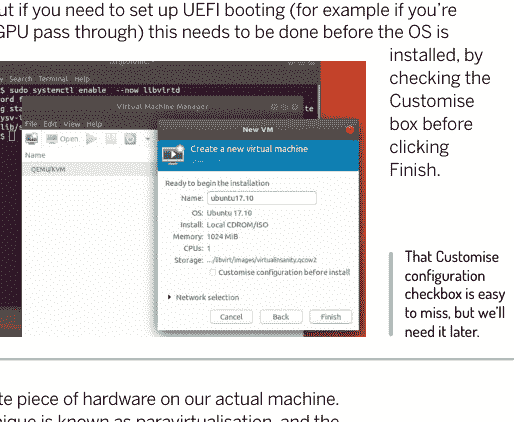 ut if you need to set up UEFI booting (for example if you're
GPU pass through) this needs to be done before the OS is
installed, by
checking the
Customise
box before
clicking
Finish.
Search Terminal Help
$ sudo systemctl enable --now libvirtd
Virtual Machine Manager
File Edit View Help
Open
Name
QEMU/KVM
New VM
Create a new virtual machine
Ready to begin the installation
Name: ubuntu17.10
OS: Ubuntu 17.10
Install: Local CDROM/ISO
Memory: 1024 MiB
CPUs: 1
Storage: .../libvirt/images/virtualinsanity.qcow2
Customise configuration before install
Network selection
Cancel Back Finish
That Customise
configuration
checkbox is easy
to miss, but we'll
need it later.
te piece of hardware on our actual machine.
nique is known as paravirtualisation, and the